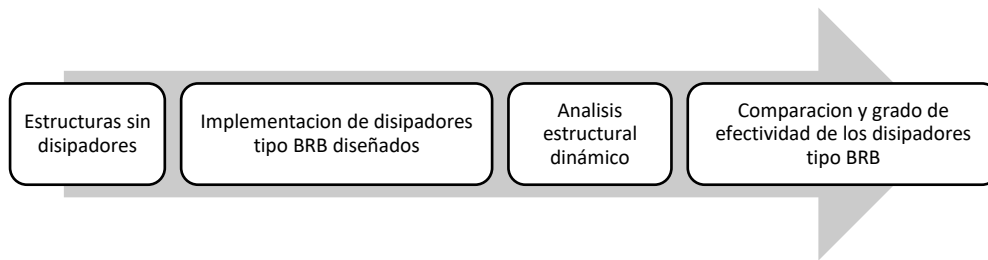 Estructuras sin
disipadores
Implementacion de disipadores
tipo BRB diseñados
Analisis
estructural
dinámico
Comparacion y grado de
efectividad de los disipadores
tipo BRB